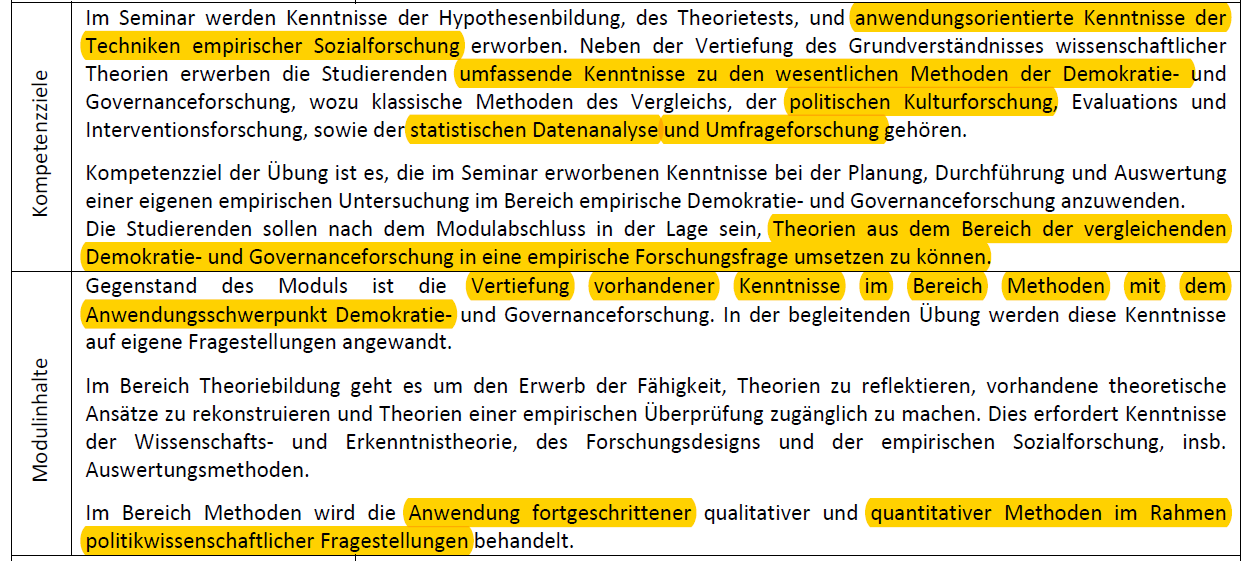 Kompetenzziele
Im Seminar werden Kenntnisse der Hypothesenbildung, des Theorietests, und anwendungsorientierte Kenntnisse der
Techniken empirischer Sozialforschung erworben. Neben der Vertiefung des Grundverständnisses wissenschaftlicher
Theorien erwerben die Studierenden umfassende Kenntnisse zu den wesentlichen Methoden der Demokratie- und
Governanceforschung, wozu klassische Methoden des Vergleichs, der politischen Kulturforschung, Evaluations und
Interventionsforschung, sowie der statistischen Datenanalyse und Umfrageforschung gehören.
Kompetenzziel der Übung ist es, die im Seminar erworbenen Kenntnisse bei der Planung, Durchführung und Auswertung
einer eigenen empirischen Untersuchung im Bereich empirische Demokratie- und Governanceforschung anzuwenden.
Die Studierenden sollen nach dem Modulabschluss in der Lage sein, Theorien aus dem Bereich der vergleichenden
Demokratie- und Governanceforschung in eine empirische Forschungsfrage umsetzen zu können.
Modulinhalte
Gegenstand des Moduls ist die Vertiefung vorhandener Kenntnisse im Bereich Methoden mit dem
Anwendungsschwerpunkt Demokratie- und Governanceforschung. In der begleitenden Übung werden diese Kenntnisse
auf eigene Fragestellungen angewandt.
Im Bereich Theoriebildung geht es um den Erwerb der Fähigkeit, Theorien zu reflektieren, vorhandene theoretische
Ansätze zu rekonstruieren und Theorien einer empirischen Überprüfung zugänglich zu machen. Dies erfordert Kenntnisse
der Wissenschafts- und Erkenntnistheorie, des Forschungsdesigns und der empirischen Sozialforschung, insb.
Auswertungsmethoden.
Im Bereich Methoden wird die Anwendung fortgeschrittener qualitativer und quantitativer Methoden im Rahmen
politikwissenschaftlicher Fragestellungen behandelt.